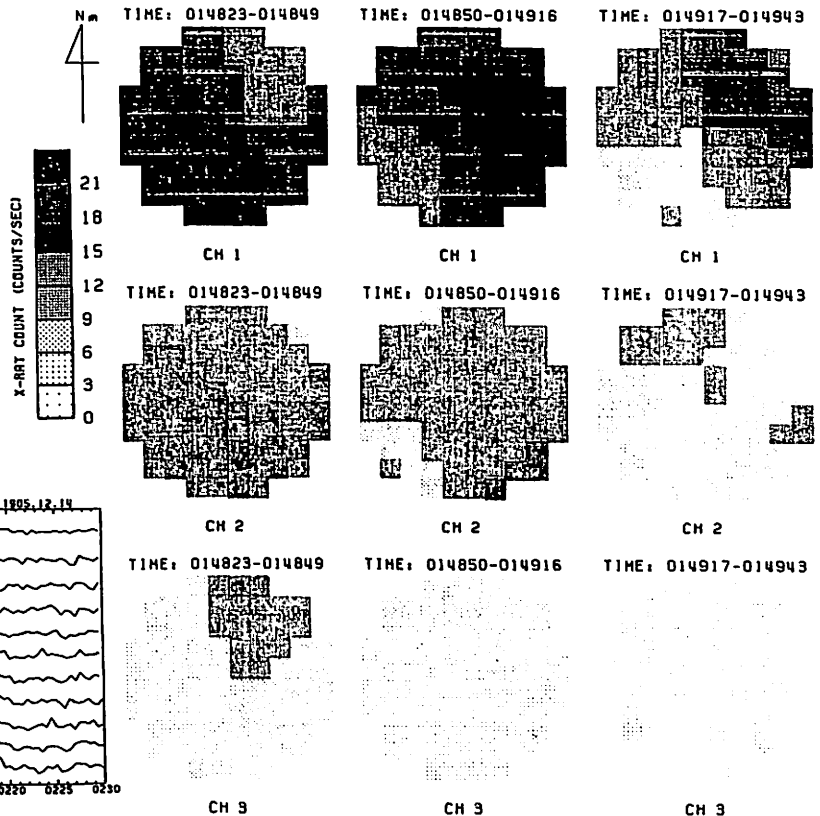 N
TIME: 014823-014849
TIME: 014850-014916
TIME: 014917-014943
X-RAY COUNT (COUNTS/SEC)
21
18
15
12
9
6
3
0
CH 1
CH 1
CH 1
TIME: 014823-014849
TIME: 014850-014916
TIME: 014917-014943
CH 2
CH 2
CH 2
1985.12.14
TIME: 014823-014849
TIME: 014850-014916
TIME: 014917-014943
0220
0225
0230
CH 3
CH 3
CH 3